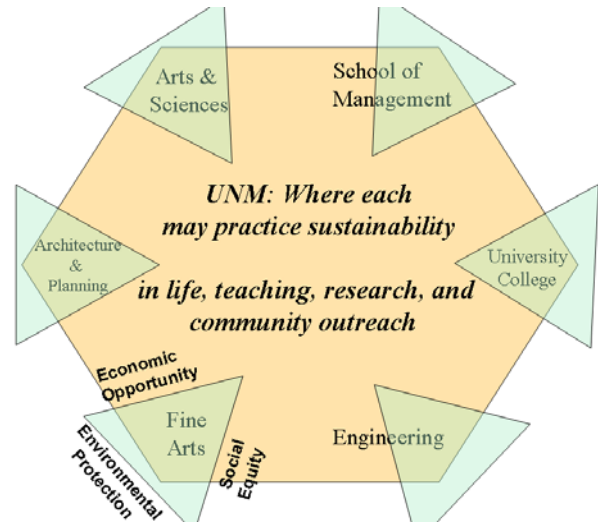 Arts &
Sciences
School of
Management
UNM: Where each
may practice sustainability
Architecture
&
Planning
University
College
in life, teaching, research, and
community outreach
Economic
Opportunity
Fine
Arts
Engineering
Environmental
Protection
Social
Equity